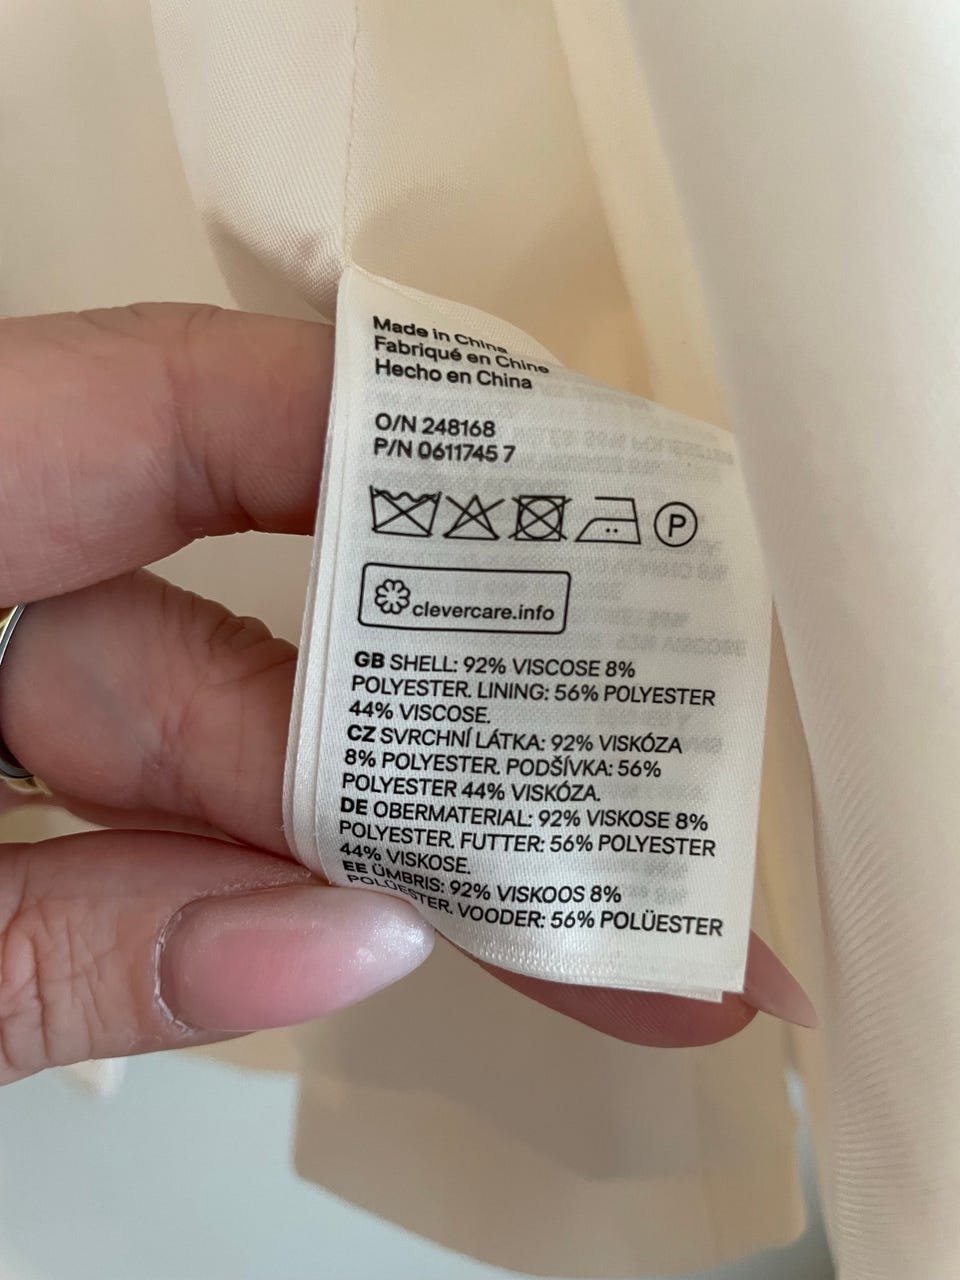 Made in China
Fabriqué en Chine
Hecho en China
O/N 248168
P/N 0611745 7
P
clevercare.info
GB SHELL: 92% VISCOSE 8%
POLYESTER. LINING: 56% POLYESTER
44% VISCOSE.
CZ SVRCHNÍ LÁTKA: 92% VISKÓZA
8% POLYESTER. PODŠÍVKA: 56%
POLYESTER 44% VISKÓZA.
DE OBERMATERIAL: 92% VISKOSE 8%
POLYESTER. FUTTER: 56% POLYESTER
44% VISKOSE.
EE ÜMBRIS: 92% VISKOOS 8%
POLÜESTER. VOODER: 56% POLÜESTER